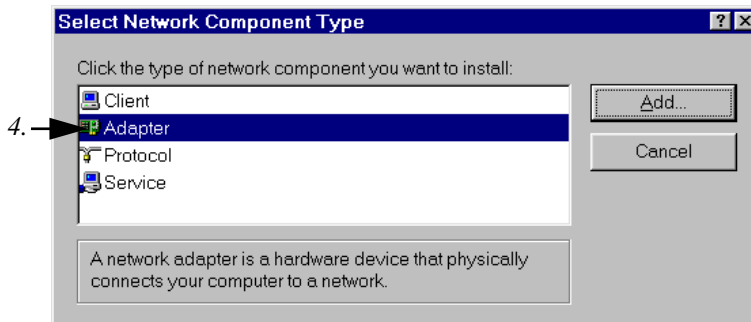 Select Network Component Type
Click the type of network component you want to install:
Client
Add...
4.
Adapter
Protocol
Cancel
Service
A network adapter is a hardware device that physically
connects your computer to a network.